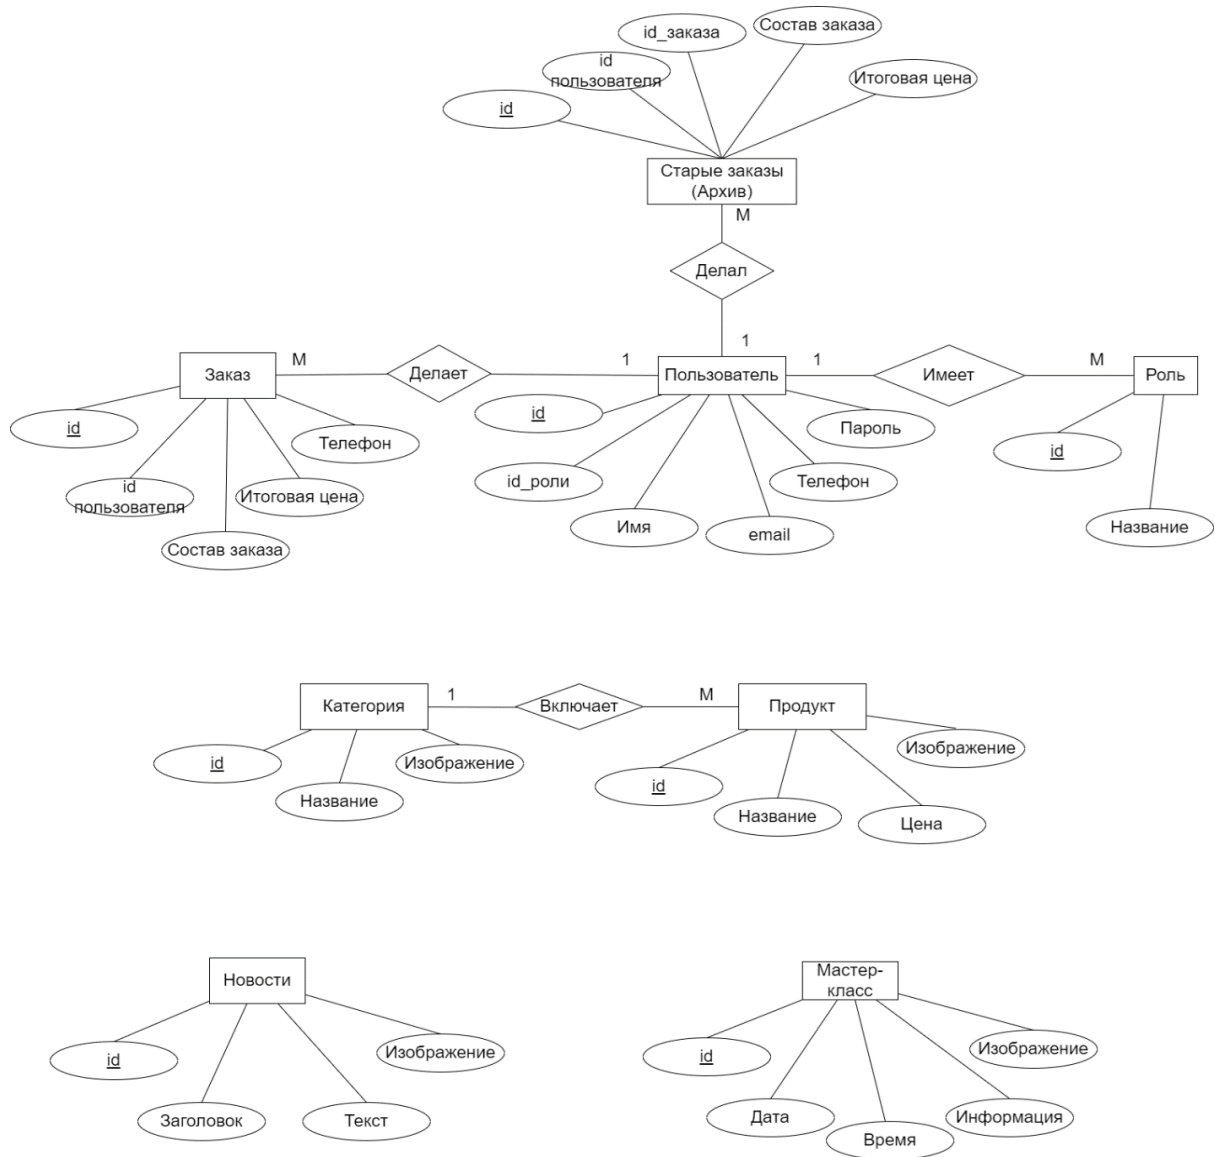 Состав заказа
id_заказа
id
пользователя
Итоговая цена
id
Старые заказы
(Архив)
M
Делал
1
Заказ
M
Делает
1
Пользователь
1
Имеет
M
Роль
id
Телефон
id
Пароль
id
id
пользователя
Итоговая цена
id_роли
Телефон
Состав заказа
Имя
email
Название
Категория
1
Включает
M
Продукт
id
Изображение
Название
id
Название
Цена
Изображение
Новости
id
Заголовок
Текст
Изображение
Мастер-
класс
id
Дата
Время
Информация
Изображение